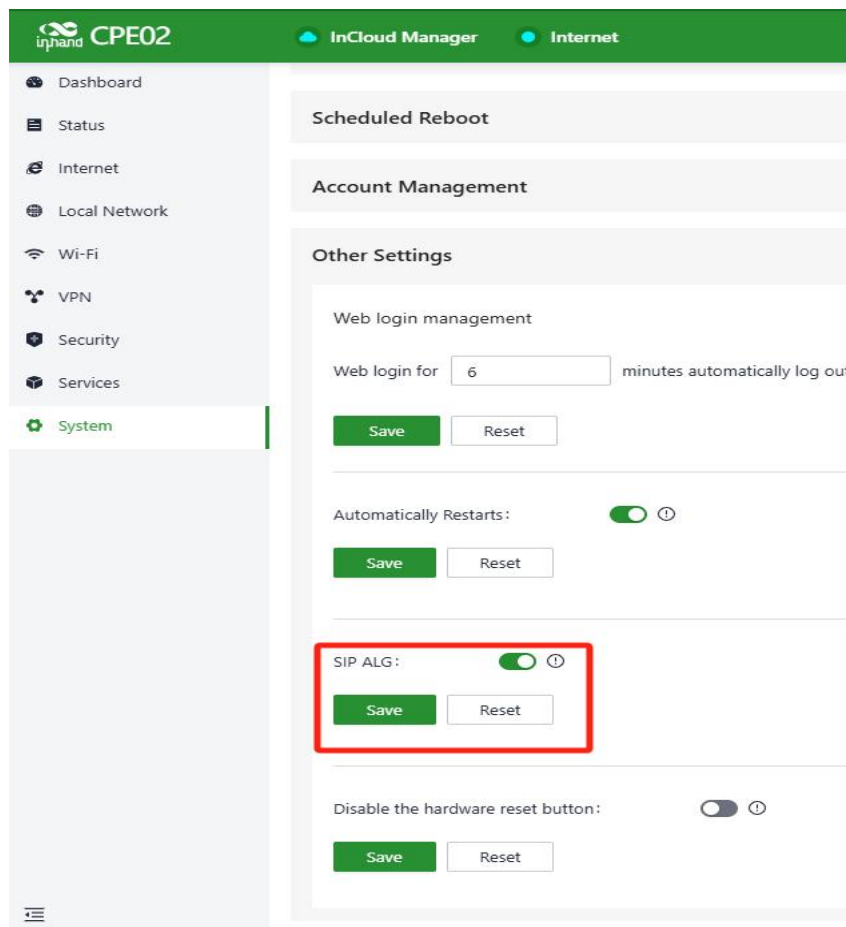 inhand CPE02
InCloud Manager
Internet
Dashboard
Status
Internet
Local Network
Wi-Fi
VPN
Security
Services
System
Scheduled Reboot
Account Management
Other Settings
Web login management
Web login for 6 minutes automatically log out
Save Reset
Automatically Restarts:
Save Reset
SIP ALG:
Save Reset
Disable the hardware reset button:
Save Reset